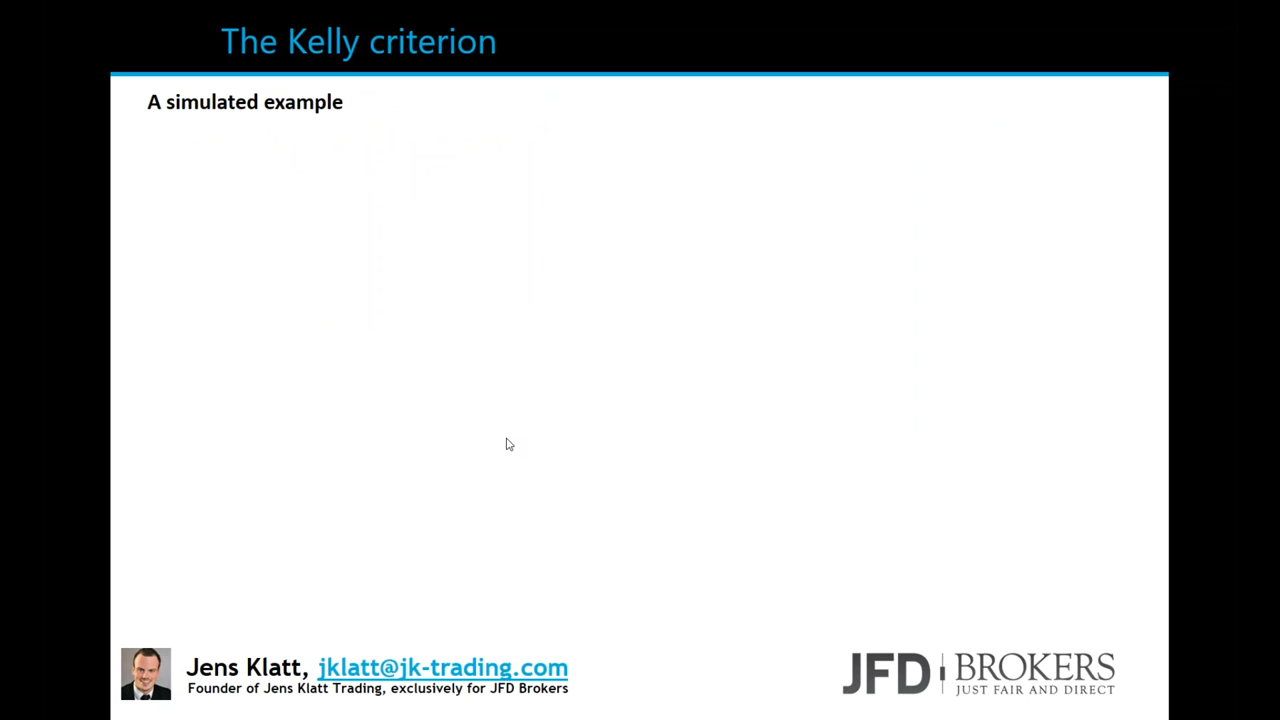 The Kelly criterion
A simulated example
Jens Klatt, jklatt@jk-trading.com
Founder of Jens Klatt Trading, exclusively for JFD Brokers
JFD BROKERS
JUST FAIR AND DIRECT